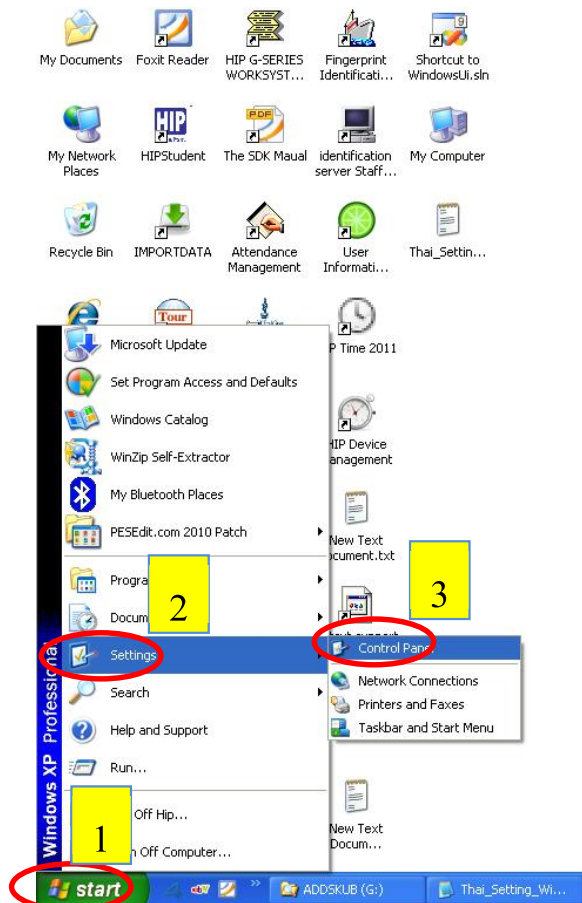 My Documents
Foxit Reader
HIP G-SERIES
WORKSYST...
Fingerprint
Identificati...
Shortcut to
WindowsUi.sln
My Network
Places
HIP
HIPStudent
PDF
The SDK Maual
identification
server Staff...
My Computer
Recycle Bin
IMPORTDATA
Attendance
Management
User
Informati...
Thai_Settin...
Tour
P Time 2011
HIP Device
anagement
New Text
ocument.txt
Microsoft Update
Set Program Access and Defaults
Windows Catalog
WinZip Self-Extractor
My Bluetooth Places
PESEdit.com 2010 Patch
Progra
Docum
2
3
Settings
Control Panel
Network Connections
Printers and Faxes
Taskbar and Start Menu
Search
Help and Support
Run...
1
Off Hip...
Off Computer...
Windows XP Professional
New Text
Docum...
start
ADDSKUB (G:)
Thai_Setting_Wi...